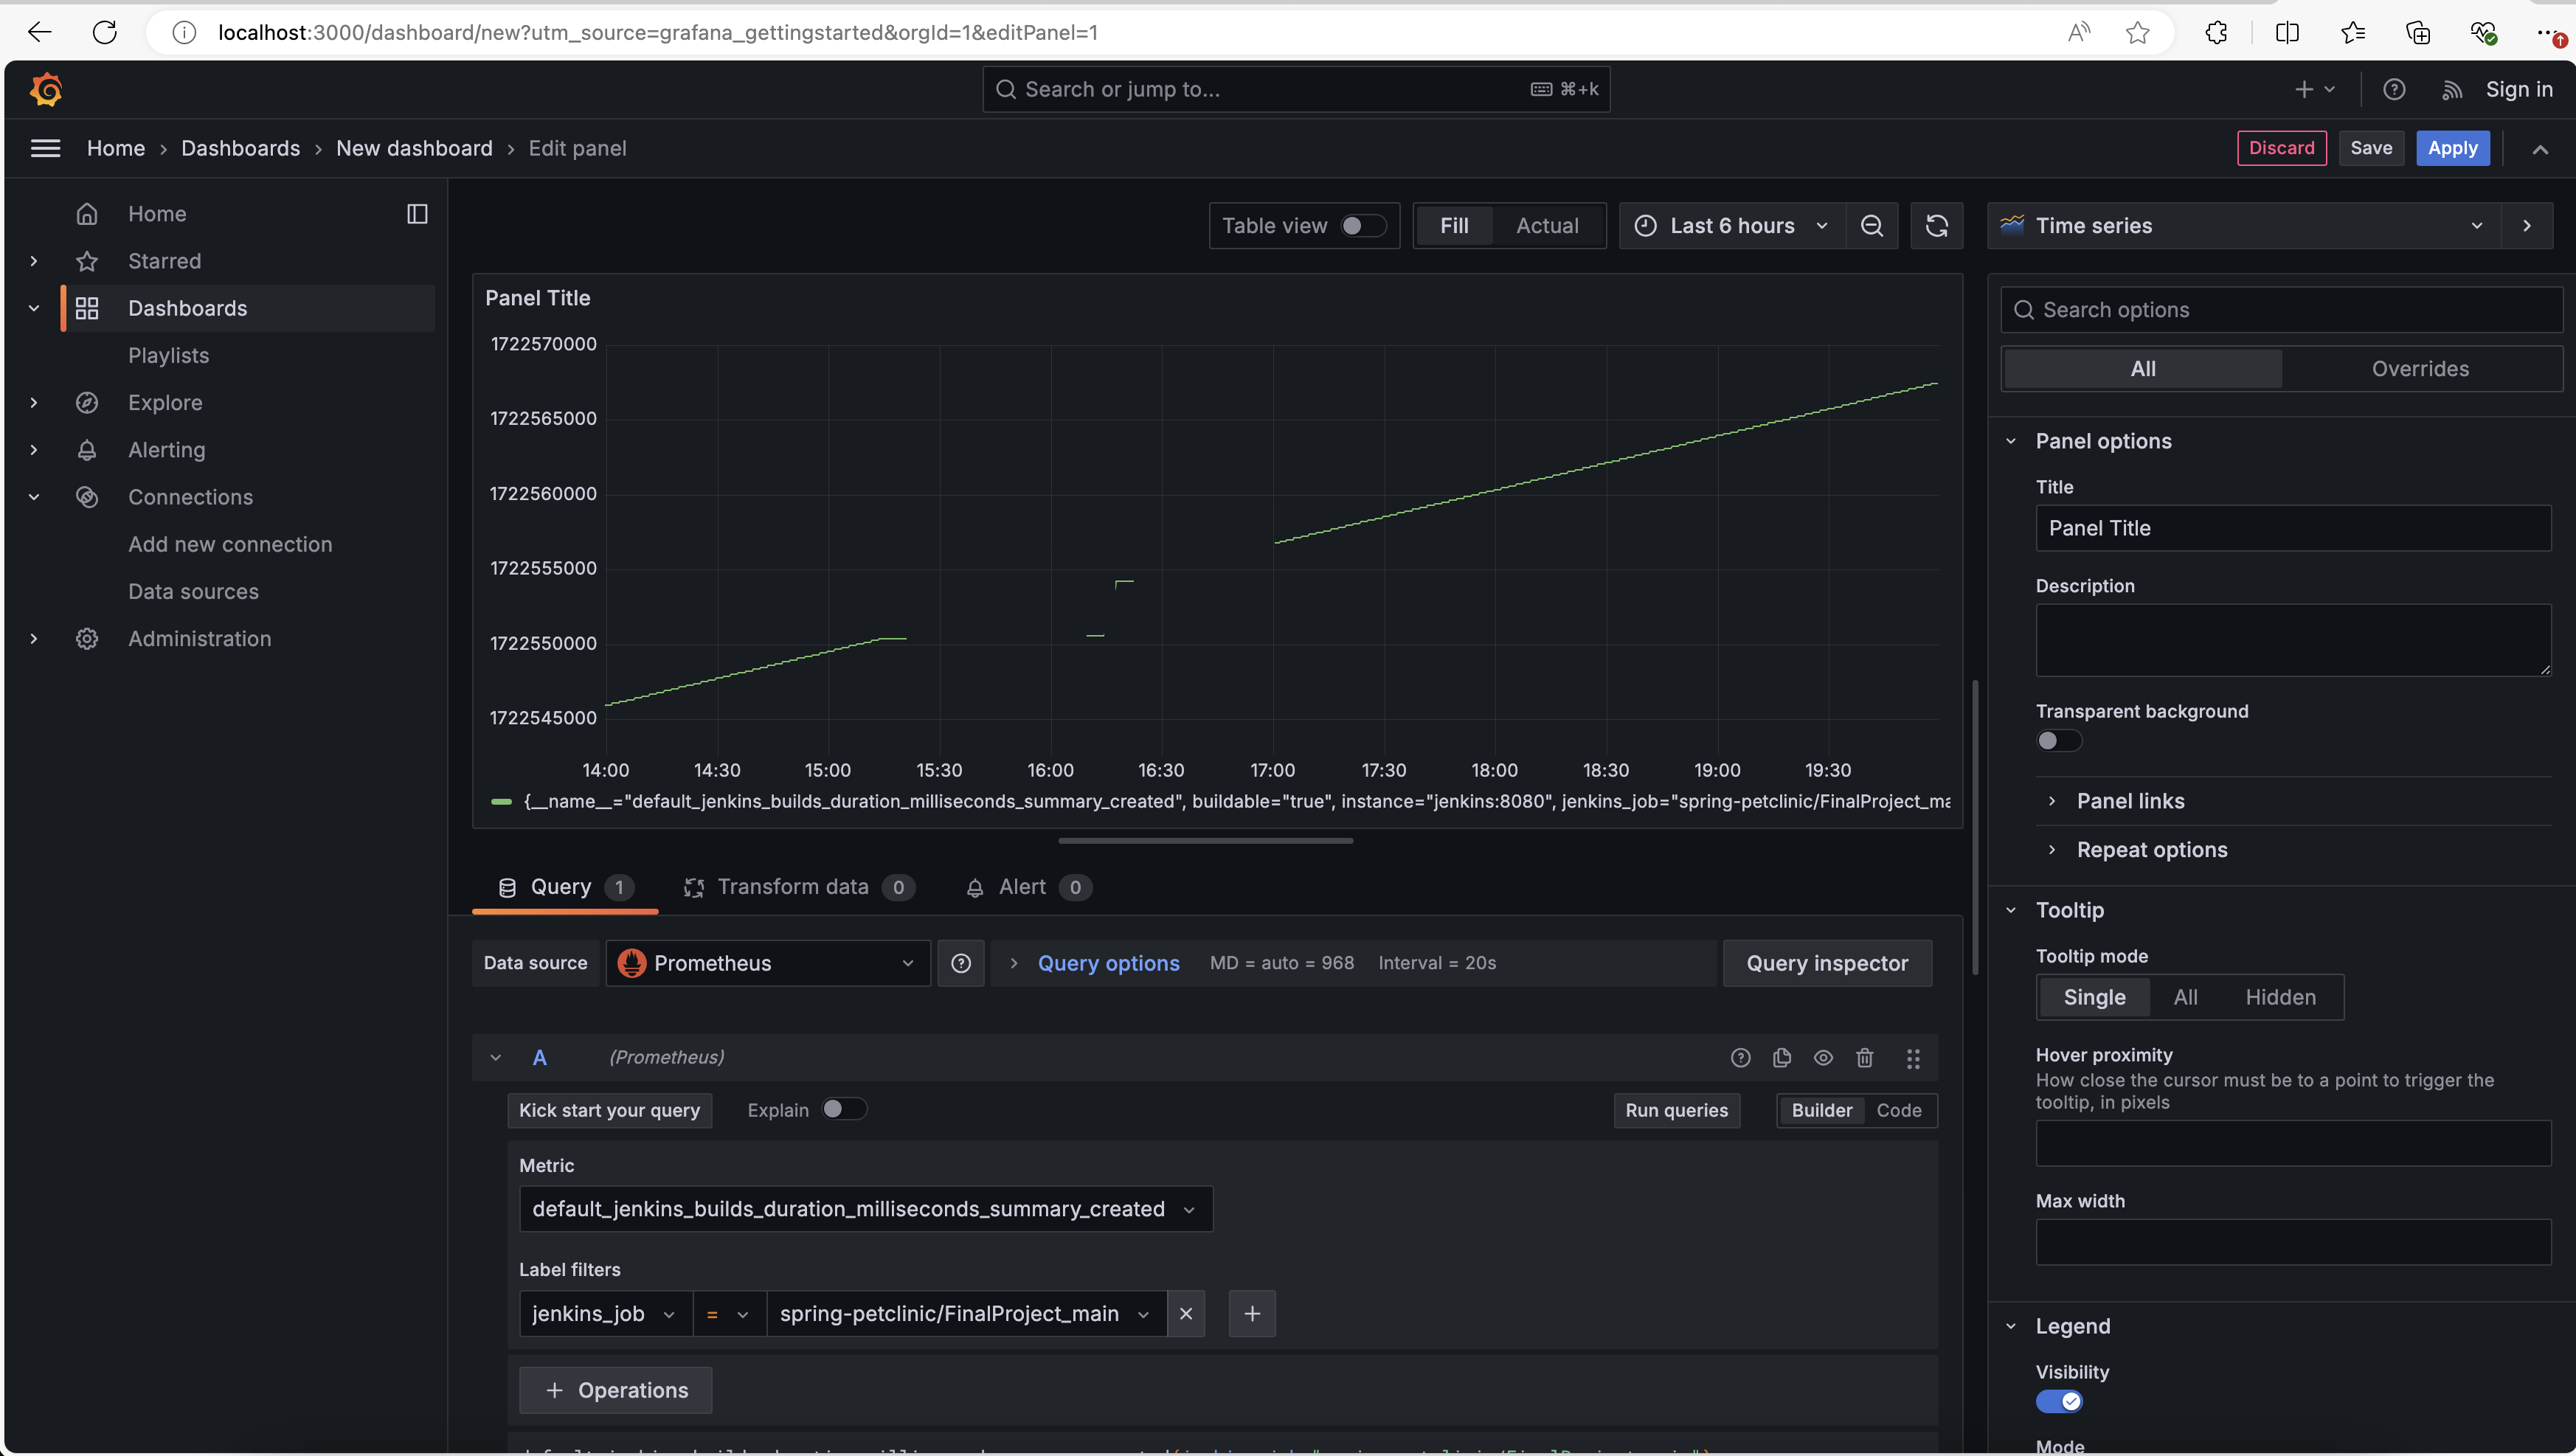 localhost:3000/dashboard/new?utm_source=grafana_gettingstarted&orgId=1&editPanel=1
Search or jump to...
⌘+k
Sign in
Home › Dashboards › New dashboard › Edit panel
Discard
Save
Apply
Home
Starred
Dashboards
Playlists
Explore
Alerting
Connections
Add new connection
Data sources
Administration
Table view
Fill
Actual
Last 6 hours
Panel Title
1722570000
1722565000
1722560000
1722555000
1722550000
1722545000
14:00 14:30 15:00 15:30 16:00 16:30 17:00 17:30 18:00 18:30 19:00 19:30
{__name__="default_jenkins_builds_duration_milliseconds_summary_created", buildable="true", instance="jenkins:8080", jenkins_job="spring-petclinic/FinalProject_ma
Query 1
Transform data 0
Alert 0
Data source
Prometheus
Query options
MD = auto = 968
Interval = 20s
Query inspector
A
(Prometheus)
Kick start your query
Explain
Run queries
Builder
Code
Metric
default_jenkins_builds_duration_milliseconds_summary_created
Label filters
jenkins_job
=
spring-petclinic/FinalProject_main
+ Operations
Time series
Search options
All
Overrides
Panel options
Title
Panel Title
Description
Transparent background
Panel links
Repeat options
Tooltip
Tooltip mode
Single
All
Hidden
Hover proximity
How close the cursor must be to a point to trigger the
tooltip, in pixels
Max width
Legend
Visibility
Mode